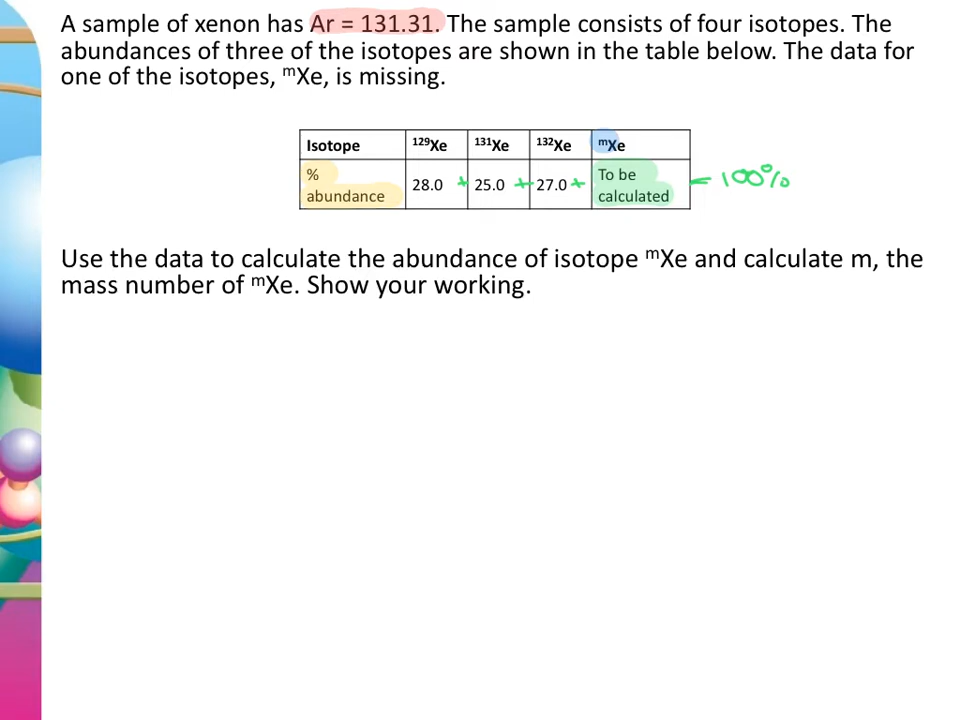 A sample of xenon has Ar = 131.31. The sample consists of four isotopes. The
abundances of three of the isotopes are shown in the table below. The data for
one of the isotopes, ᵐXe, is missing.
Isotope ¹²⁹Xe ¹³¹Xe ¹³²Xe ᵐXe
% abundance 28.0 + 25.0 + 27.0 + To be calculated = 100%
Use the data to calculate the abundance of isotope ᵐXe and calculate m, the
mass number of ᵐXe. Show your working.